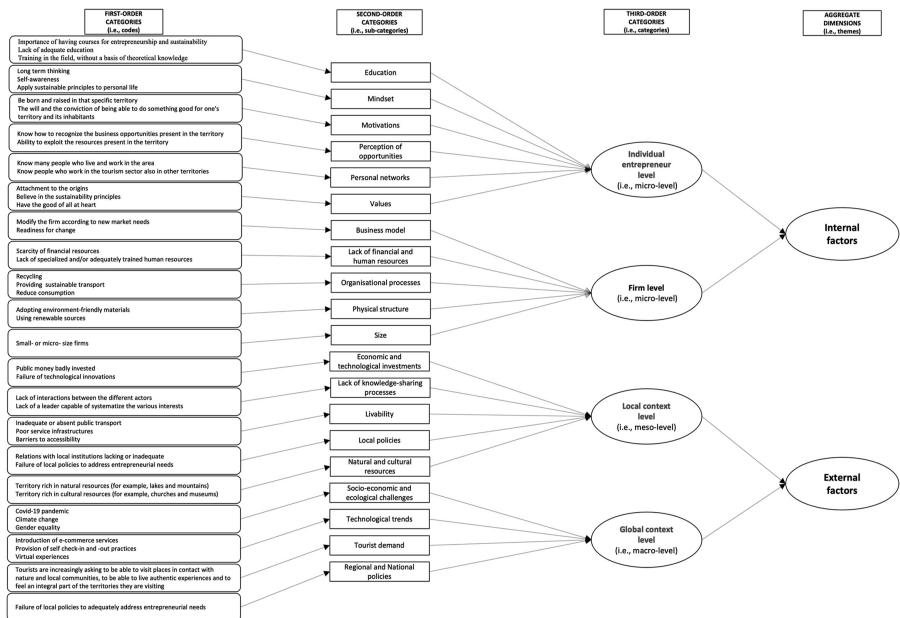 FIRST-ORDER
CATEGORIES
(i.e., codes)
SECOND-ORDER
CATEGORIES
(i.e., sub-categories)
THIRD-ORDER
CATEGORIES
(i.e., categories)
AGGREGATE
DIMENSIONS
(i.e., themes)
Importance of having courses for entrepreneurship and sustainability
Lack of adequate education
Training in the field, without a basis of theoretical knowledge
Long term thinking
Self-awareness
Apply sustainable principles to personal life
Be born and raised in that specific territory
The will and the conviction of being able to do something good for one's
territory and its inhabitants
Know how to recognize the business opportunities present in the territory
Ability to exploit the resources present in the territory
Know many people who live and work in the area
Know people who work in the tourism sector also in other territories
Attachment to the origins
Believe in the sustainability principles
Have the good of all at heart
Modify the firm according to new market needs
Readiness for change
Scarcity of financial resources
Lack of specialized and/or adequately trained human resources
Recycling
Providing sustainable transport
Reduce consumption
Adopting environment-friendly materials
Using renewable sources
Small- or micro- size firms
Public money badly invested
Failure of technological innovations
Lack of interactions between the different actors
Lack of a leader capable of systematize the various interests
Inadequate or absent public transport
Poor service infrastructures
Barriers to accessibility
Relations with local institutions lacking or inadequate
Failure of local policies to address entrepreneurial needs
Territory rich in natural resources (for example, lakes and mountains)
Territory rich in cultural resources (for example, churches and museums)
Covid-19 pandemic
Climate change
Gender equality
Introduction of e-commerce services
Provision of self check-in and -out practices
Virtual experiences
Tourists are increasingly asking to be able to visit places in contact with
nature and local communities, to be able to live authentic experiences and to
feel an integral part of the territories they are visiting
Failure of local policies to adequately address entrepreneurial needs
Education
Mindset
Motivations
Perception of
opportunities
Personal networks
Values
Business model
Lack of financial and
human resources
Organisational processes
Physical structure
Size
Economic and
technological investments
Lack of knowledge-sharing
processes
Livability
Local policies
Natural and cultural
resources
Socio-economic and
ecological challenges
Technological trends
Tourist demand
Regional and National
policies
Individual
entrepreneur
level
(i.e., micro-level)
Firm level
(i.e., micro-level)
Local context
level
(i.e., meso-level)
Global context
level
(i.e., macro-level)
Internal
factors
External
factors